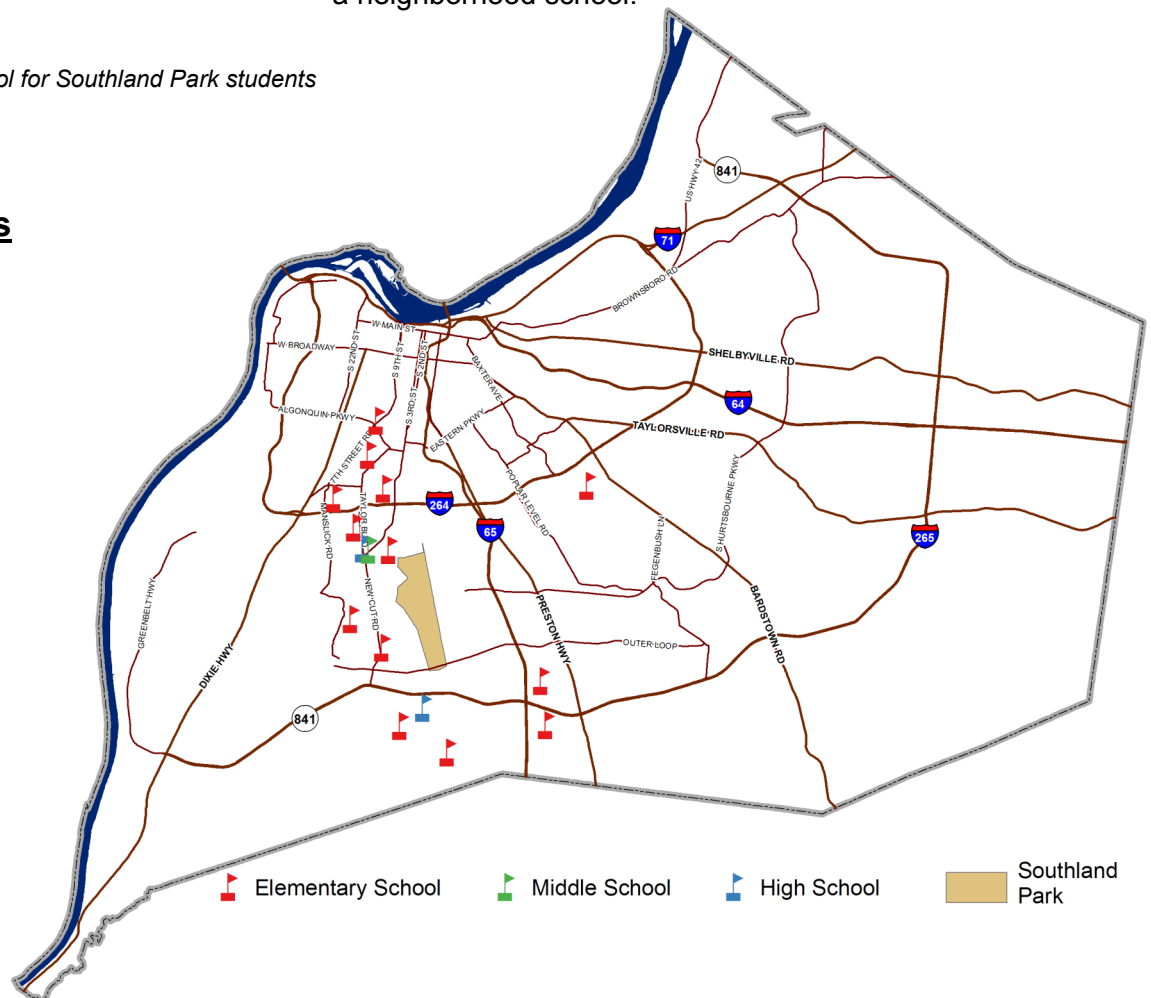 a neighborhood school.
ol for Southland Park students
s
US HWY 42
841
71
BROWNSBORO RD
W MAIN ST
W BROADWAY
S 22ND ST
S 9TH ST
S 2ND ST
S 3RD ST
BAXTER AVE
SHELBYVILLE RD
64
ALGONQUIN PKWY
EASTERN PKWY
TAYLORSVILLE RD
7TH STREET R
POPLAR LEVEL RD
S HURTSBOURNE PKWY
MANSLICK RD
TAYLOR BL
264
65
265
FEGENBUSH LN
GREENBELT HWY
NEW CUT RD
PRESTON HWY
BARDSTOWN RD
OUTER LOOP
DIXIE HWY
841
Elementary School
Middle School
High School
Southland
Park